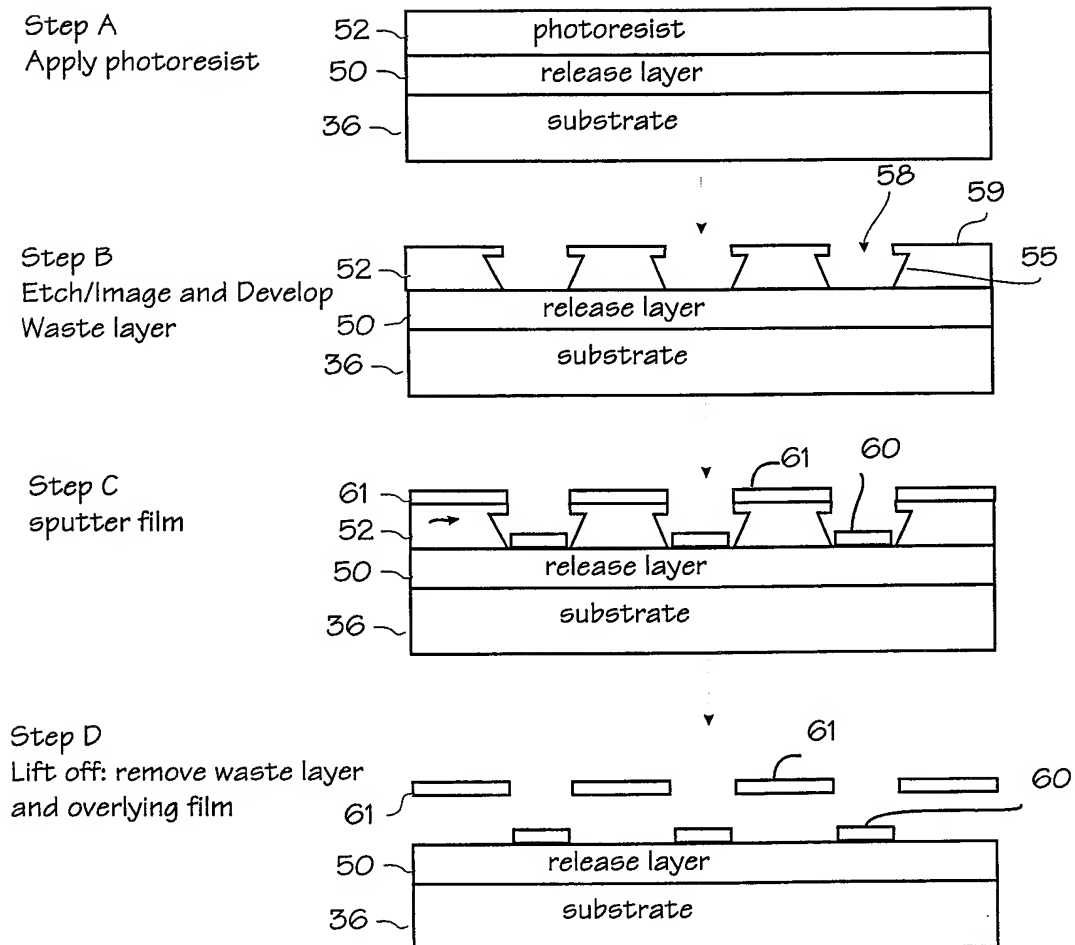 Step A
Apply photoresist
52
photoresist
50
release layer
36
substrate
58
59
55
Step B
Etch/Image and Develop
Waste layer
52
50
release layer
36
substrate
Step C
sputter film
61
61
60
52
50
release layer
36
substrate
Step D
Lift off: remove waste layer
and overlying film
61
61
60
50
release layer
36
substrate